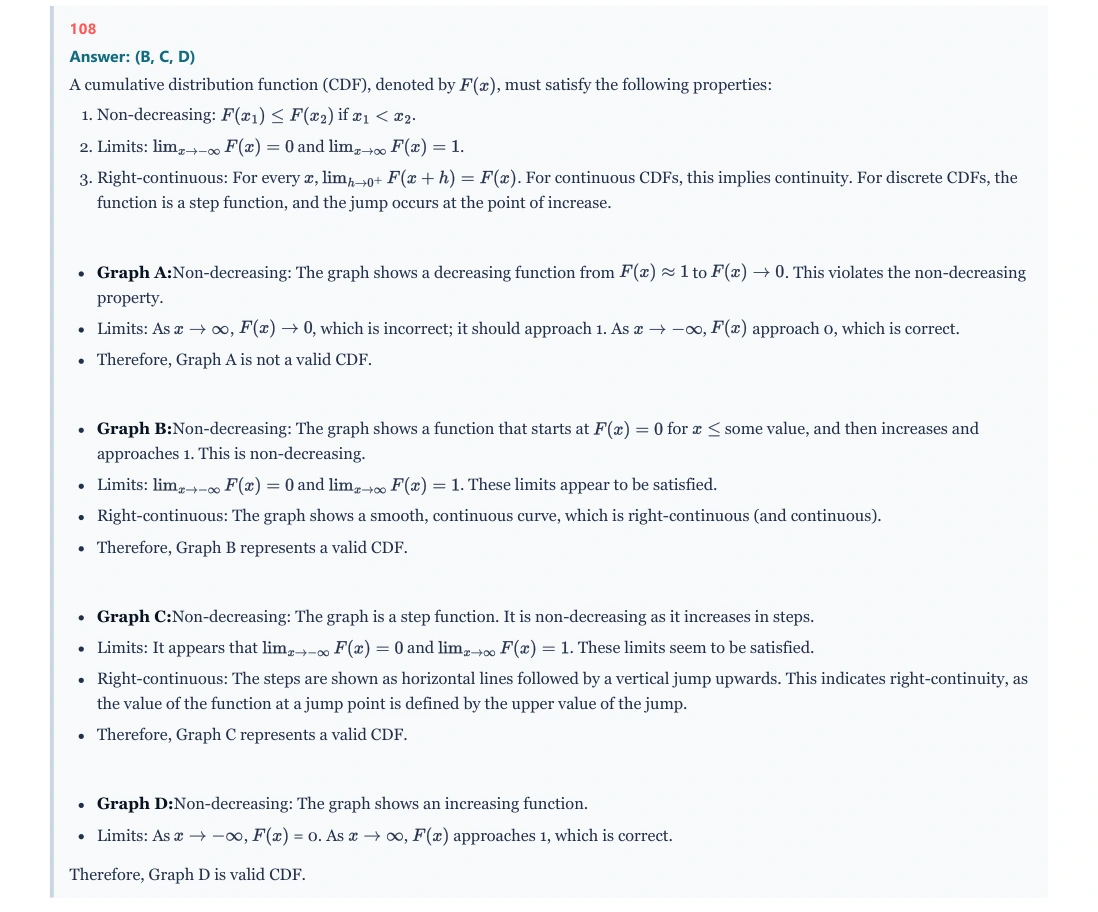 108
Answer: (B, C, D)
A cumulative distribution function (CDF), denoted by F(x), must satisfy the following properties:
1. Non-decreasing: F(x₁) ≤ F(x₂) if x₁ < x₂.
2. Limits: lim x→−∞ F(x) = 0 and lim x→∞ F(x) = 1.
3. Right-continuous: For every x, lim h→0⁺ F(x + h) = F(x). For continuous CDFs, this implies continuity. For discrete CDFs, the
function is a step function, and the jump occurs at the point of increase.
• Graph A:Non-decreasing: The graph shows a decreasing function from F(x) ≈ 1 to F(x) → 0. This violates the non-decreasing
property.
• Limits: As x → ∞, F(x) → 0, which is incorrect; it should approach 1. As x → −∞, F(x) approach 0, which is correct.
• Therefore, Graph A is not a valid CDF.
• Graph B:Non-decreasing: The graph shows a function that starts at F(x) = 0 for x ≤ some value, and then increases and
approaches 1. This is non-decreasing.
• Limits: lim x→−∞ F(x) = 0 and lim x→∞ F(x) = 1. These limits appear to be satisfied.
• Right-continuous: The graph shows a smooth, continuous curve, which is right-continuous (and continuous).
• Therefore, Graph B represents a valid CDF.
• Graph C:Non-decreasing: The graph is a step function. It is non-decreasing as it increases in steps.
• Limits: It appears that lim x→−∞ F(x) = 0 and lim x→∞ F(x) = 1. These limits seem to be satisfied.
• Right-continuous: The steps are shown as horizontal lines followed by a vertical jump upwards. This indicates right-continuity, as
the value of the function at a jump point is defined by the upper value of the jump.
• Therefore, Graph C represents a valid CDF.
• Graph D:Non-decreasing: The graph shows an increasing function.
• Limits: As x → −∞, F(x) = 0. As x → ∞, F(x) approaches 1, which is correct.
Therefore, Graph D is valid CDF.